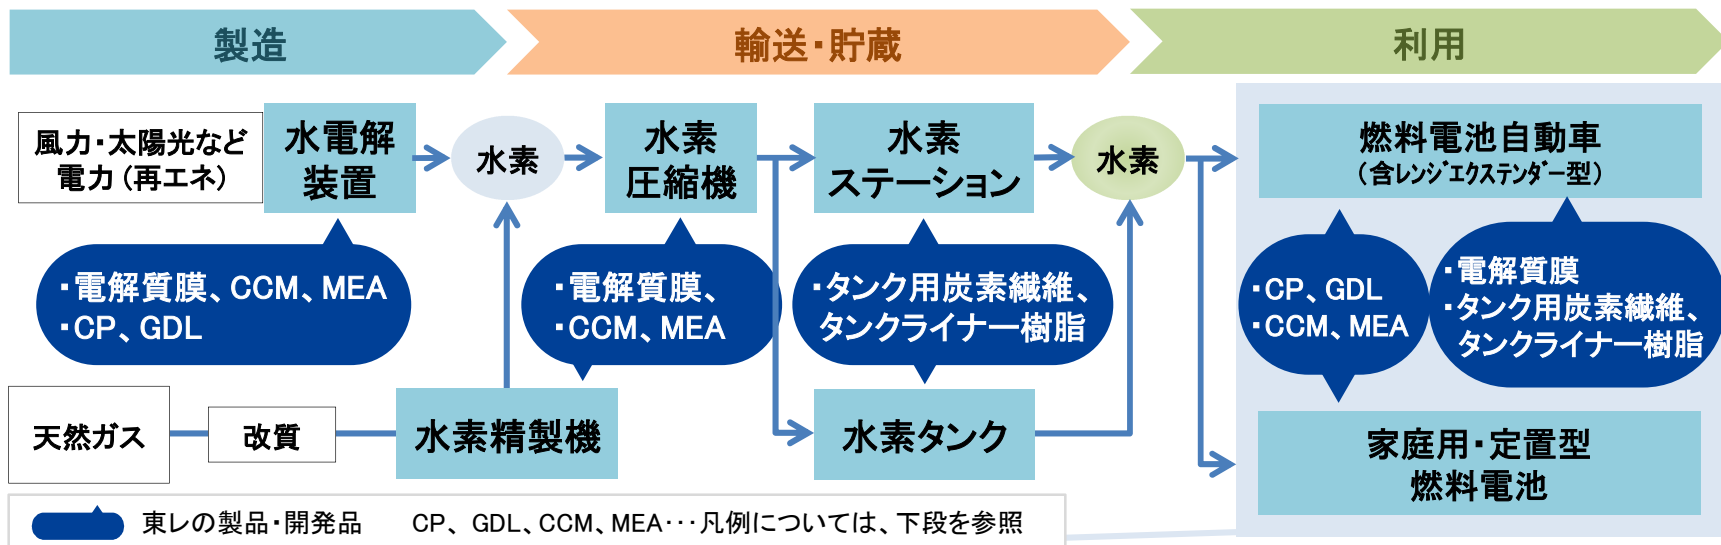 製造
輸送・貯蔵
利用
風力・太陽光など
電力(再エネ)
水電解
装置
水素
水素
圧縮機
水素
ステーション
水素
燃料電池自動車
(含レンジエクステンダー型)
・電解質膜、CCM、MEA
・CP、GDL
・電解質膜、
・CCM、MEA
・タンク用炭素繊維、
タンクライナー樹脂
・CP、GDL
・CCM、MEA
・電解質膜
・タンク用炭素繊維、
タンクライナー樹脂
天然ガス
改質
水素精製機
水素タンク
家庭用・定置型
燃料電池
東レの製品・開発品
CP、GDL、CCM、MEA・・・凡例については、下段を参照